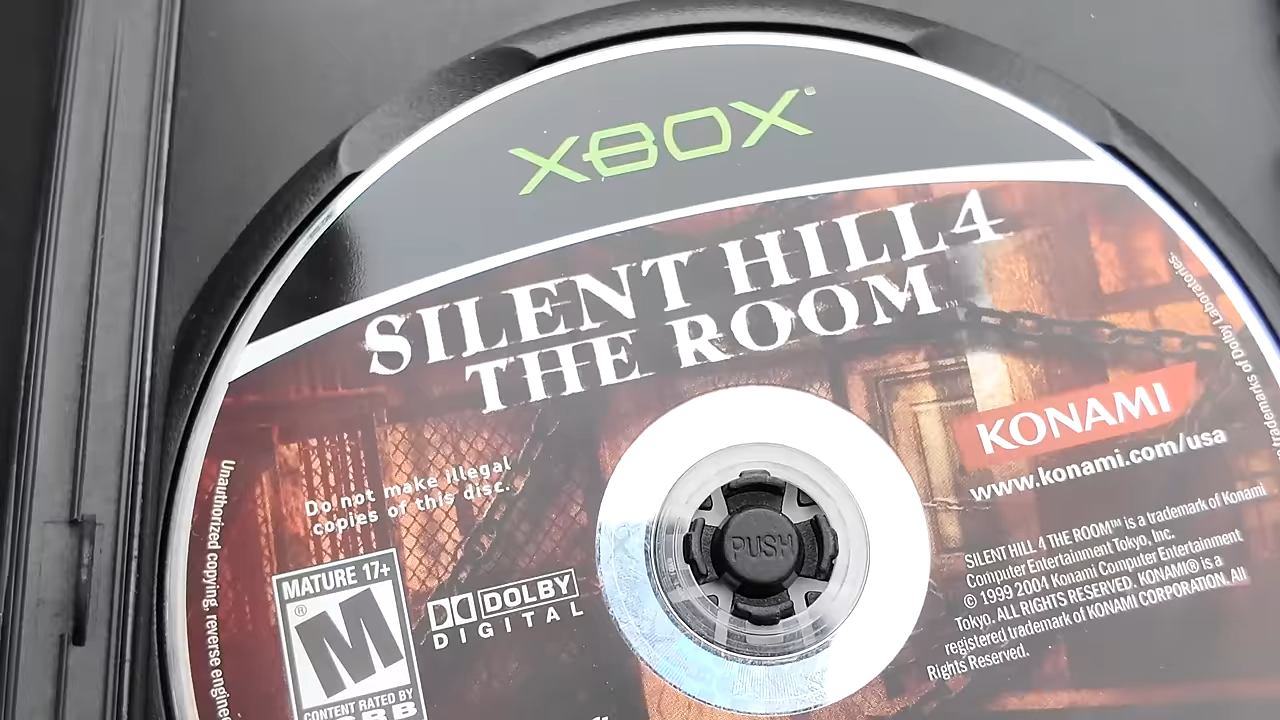 XBOX
SILENT HILL 4
THE ROOM™
KONAMI
www.konami.com/usa
Do not make illegal
copies of this disc.
PUSH
MATURE 17+
M®
CONTENT RATED BY
DOLBY
DIGITAL
SILENT HILL 4 THE ROOM™ is a trademark of Konami
Computer Entertainment Tokyo, Inc.
© 1999 2004 Konami Computer Entertainment
Tokyo. ALL RIGHTS RESERVED. KONAMI® is a
registered trademark of KONAMI CORPORATION. All
Rights Reserved.
Unauthorized copying, reverse
trademarks of Dolby Laboratories.